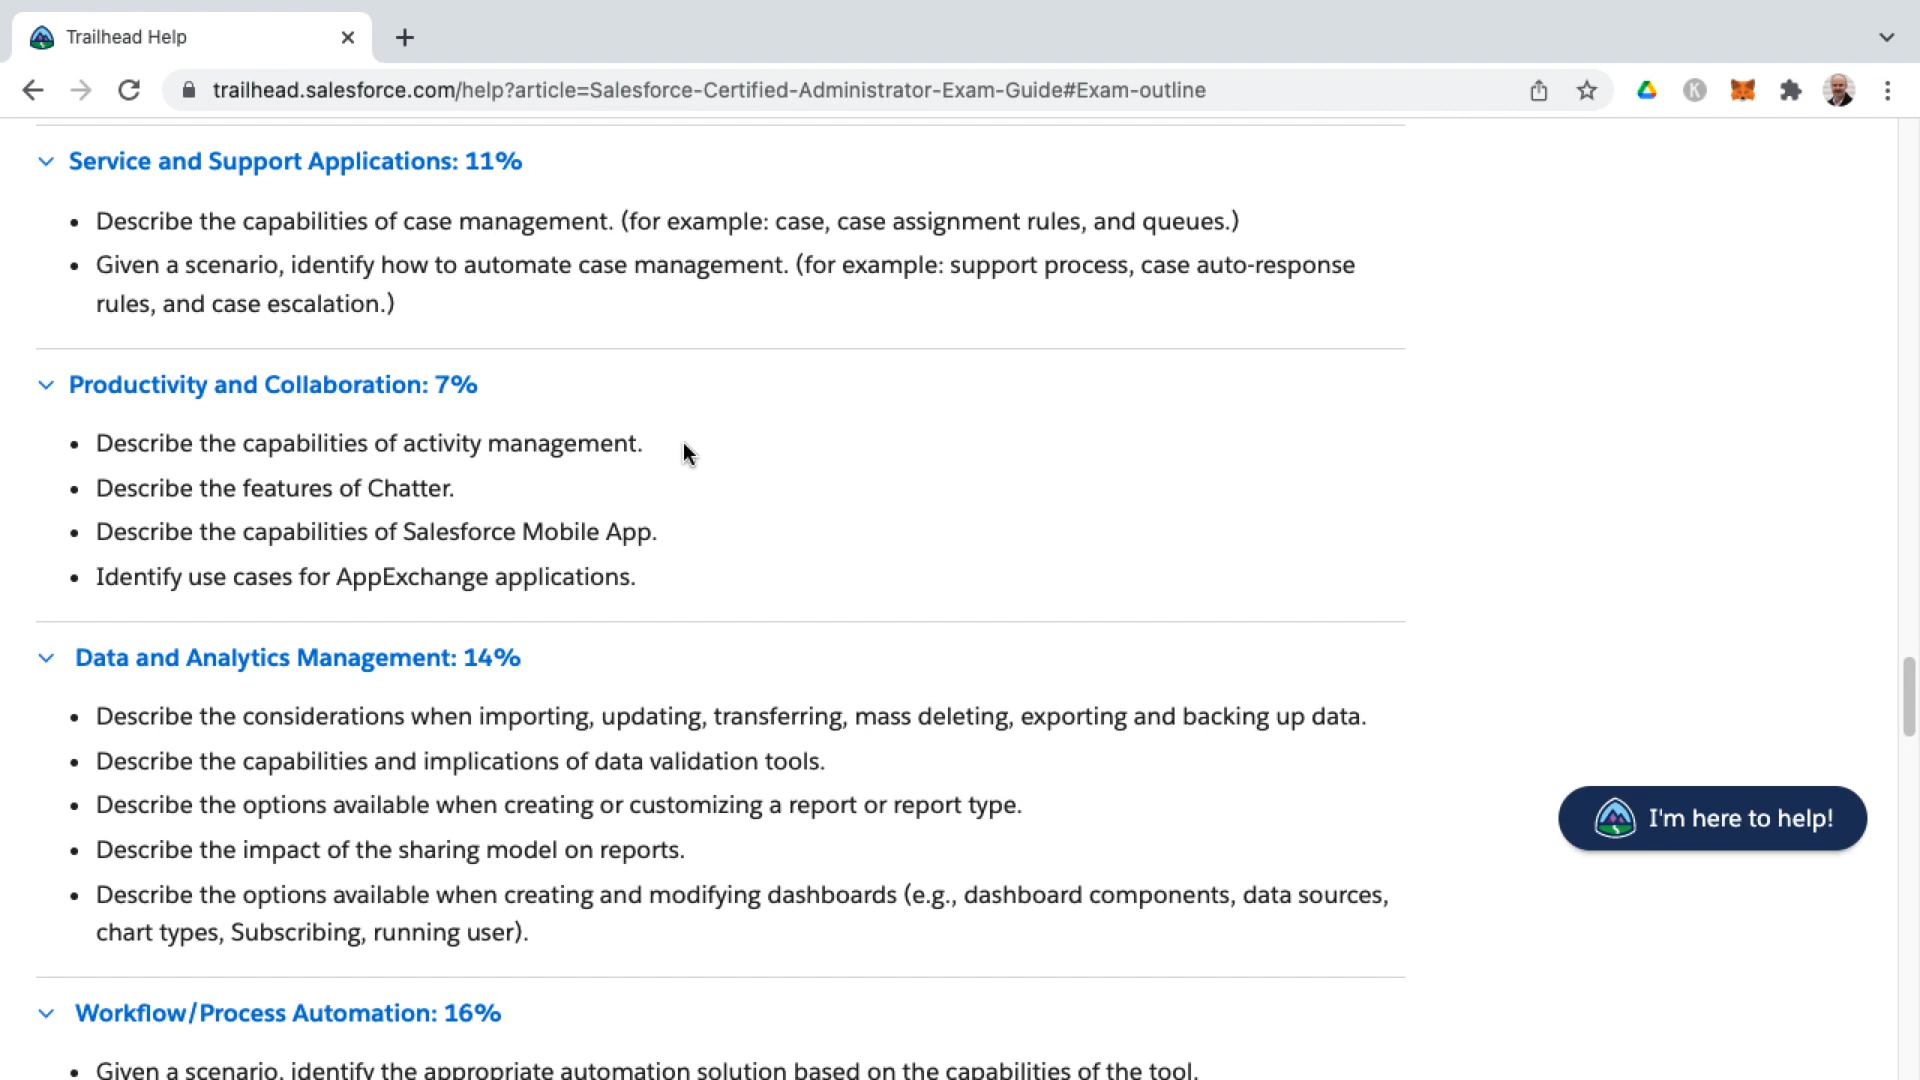 Trailhead Help
trailhead.salesforce.com/help?article=Salesforce-Certified-Administrator-Exam-Guide#Exam-outline
K
Service and Support Applications: 11%
• Describe the capabilities of case management. (for example: case, case assignment rules, and queues.)
• Given a scenario, identify how to automate case management. (for example: support process, case auto-response
rules, and case escalation.)
Productivity and Collaboration: 7%
• Describe the capabilities of activity management.
• Describe the features of Chatter.
• Describe the capabilities of Salesforce Mobile App.
• Identify use cases for AppExchange applications.
Data and Analytics Management: 14%
• Describe the considerations when importing, updating, transferring, mass deleting, exporting and backing up data.
• Describe the capabilities and implications of data validation tools.
• Describe the options available when creating or customizing a report or report type.
I'm here to help!
• Describe the impact of the sharing model on reports.
• Describe the options available when creating and modifying dashboards (e.g., dashboard components, data sources,
chart types, Subscribing, running user).
Workflow/Process Automation: 16%
• Given a scenario, identify the appropriate automation solution based on the capabilities of the tool.